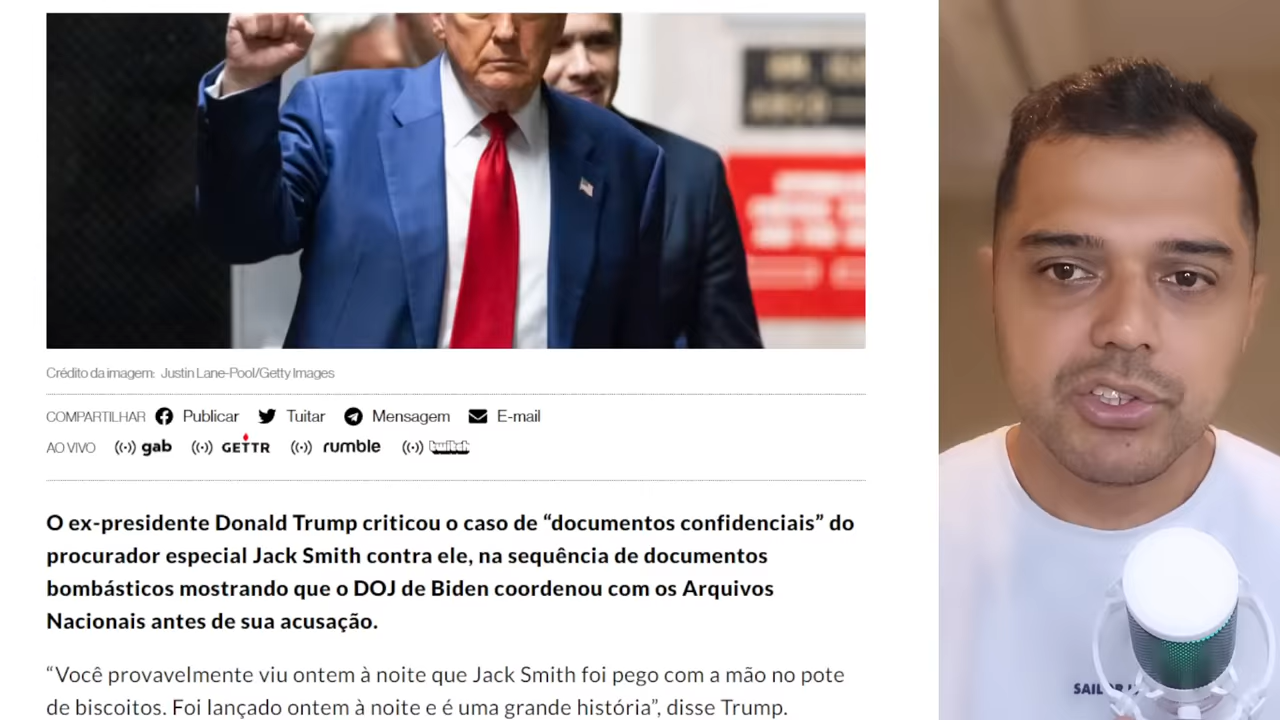 Crédito da imagem: Justin Lane-Pool/Getty Images
COMPARTILHAR Publicar Tuitar Mensagem E-mail
AO VIVO gab GETTR rumble twitch
O ex-presidente Donald Trump criticou o caso de “documentos confidenciais” do
procurador especial Jack Smith contra ele, na sequência de documentos
bombásticos mostrando que o DOJ de Biden coordenou com os Arquivos
Nacionais antes de sua acusação.
“Você provavelmente viu ontem à noite que Jack Smith foi pego com a mão no pote
de biscoitos. Foi lançado ontem à noite e é uma grande história”, disse Trump.